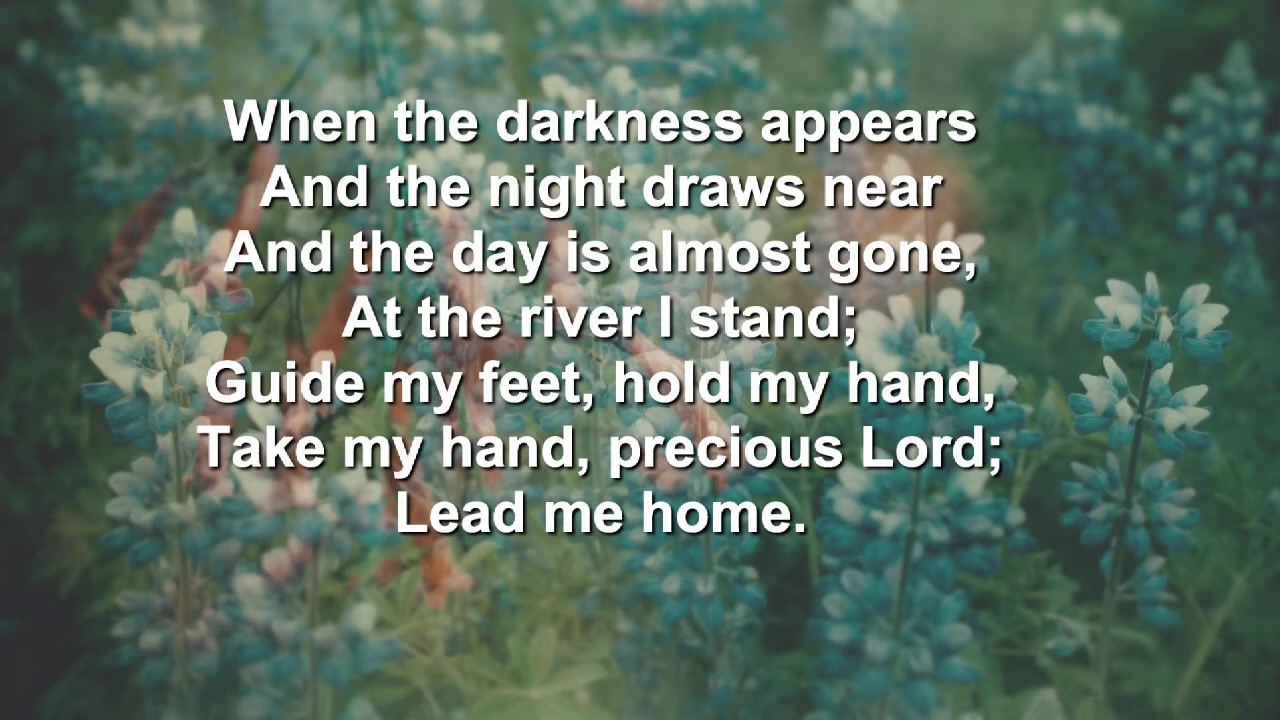 When the darkness appears
And the night draws near
And the day is almost gone,
At the river I stand;
Guide my feet, hold my hand,
Take my hand, precious Lord;
Lead me home.